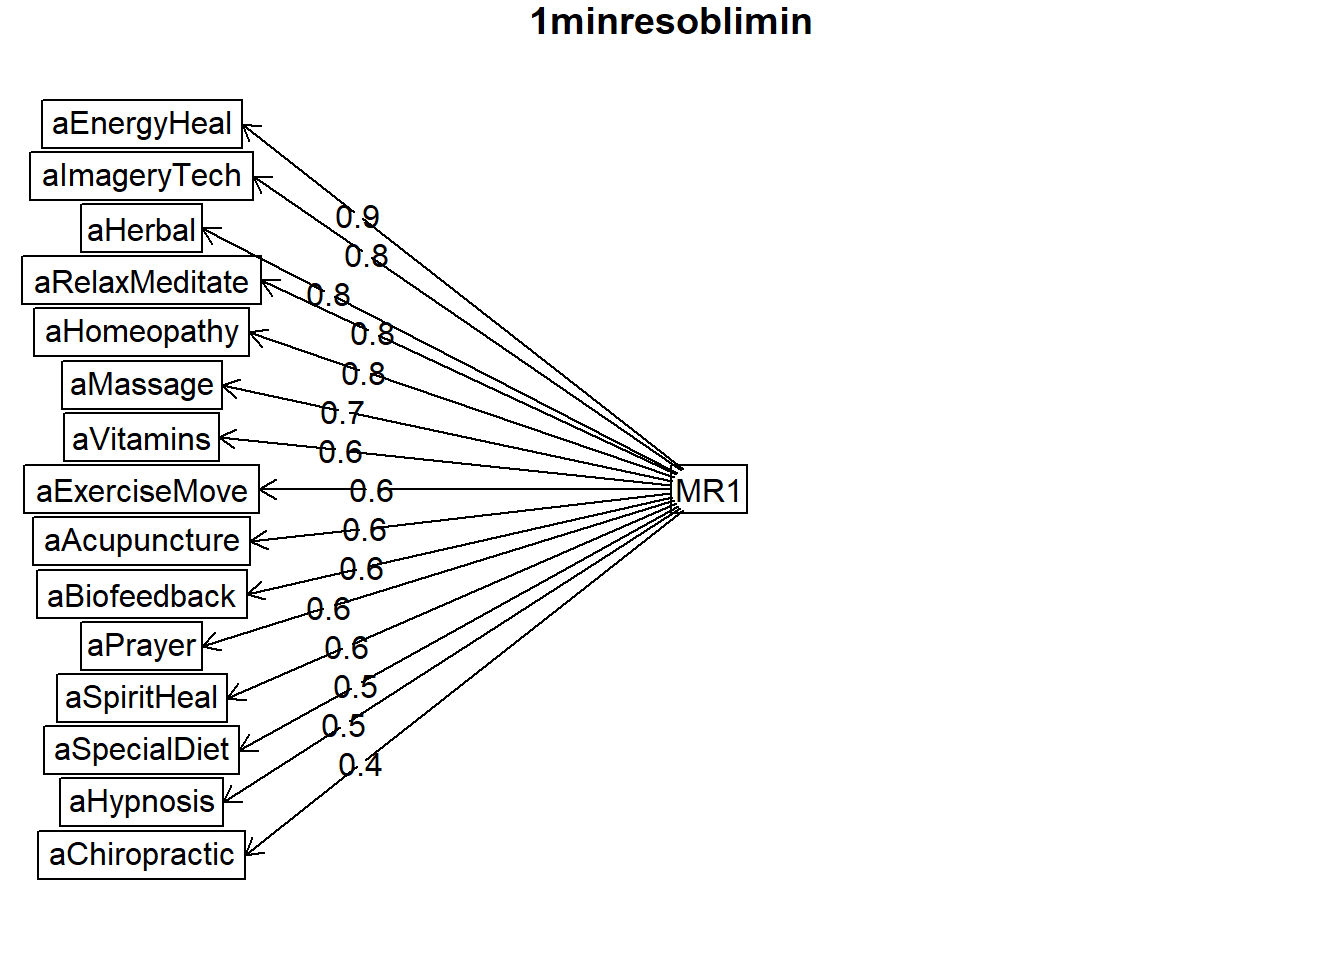 1minresoblimin
aEnergyHeal
aImageryTech
aHerbal
aRelaxMeditate
aHomeopathy
aMassage
aVitamins
aExerciseMove
aAcupuncture
aBiofeedback
aPrayer
aSpiritHeal
aSpecialDiet
aHypnosis
aChiropractic
0.9
0.8
0.8
0.8
0.8
0.7
0.6
0.6
0.6
0.6
0.6
0.6
0.5
0.5
0.4
MR1